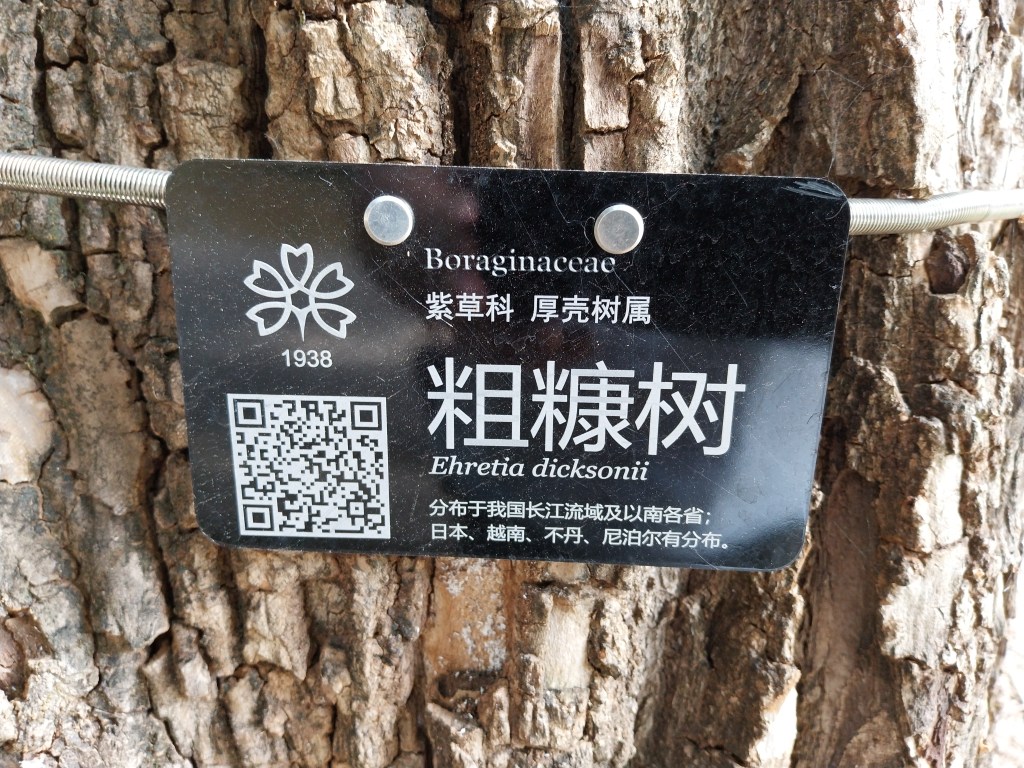 Boraginaceae
紫草科 厚壳树属
1938
粗糠树
Ehretia dicksonii
分布于我国长江流域及以南各省；
日本、越南、不丹、尼泊尔有分布。